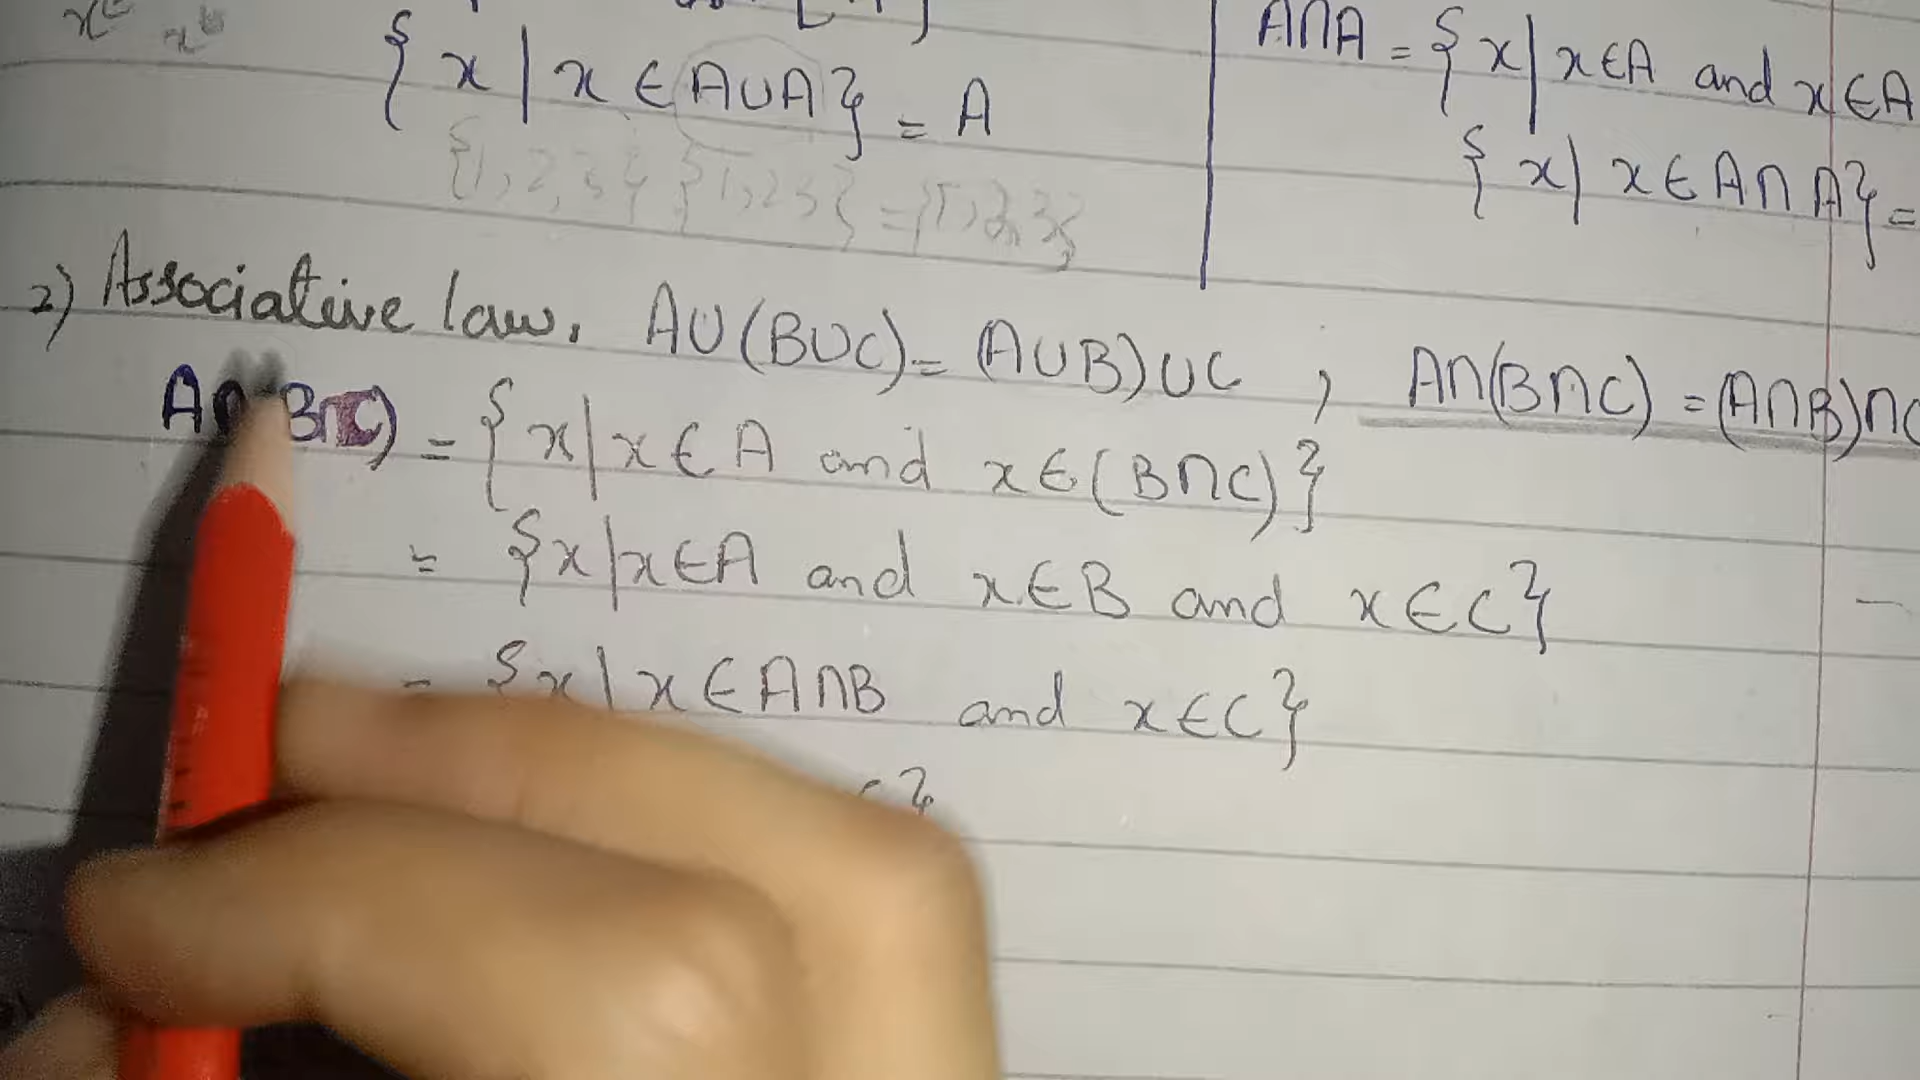 {x | x ∈ A∪A} = A
A∩A = {x | x∈A and x∈A
{x | x∈A∩A} =
{1,2,3} {1,2,3} = {1,2,3}
2) Associative law. A∪(B∪C) = (A∪B)∪C , A∩(B∩C) = (A∩B)∩C
A∩(B∩C) = {x | x∈A and x∈(B∩C)}
= {x | x∈A and x∈B and x∈C}
= {x | x∈A∩B and x∈C}